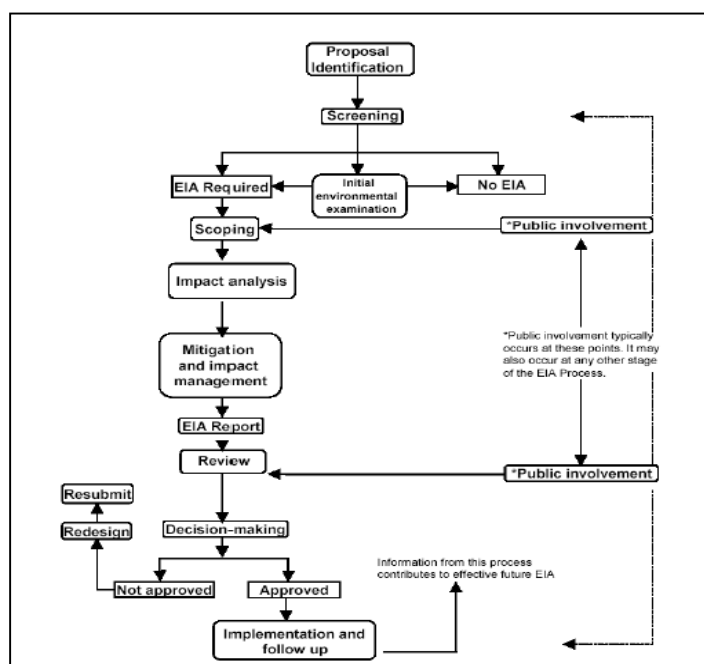 Proposal
Identification
Screening
EIA Required
Initial
environmental
examination
No EIA
Scoping
*Public involvement
Impact analysis
*Public involvement typically
occurs at these points. It may
also occur at any other stage
of the EIA Process.
Mitigation
and impact
management
EIA Report
Review
*Public involvement
Resubmit
Redesign
Decision-making
Information from this process
contributes to effective future EIA
Not approved
Approved
Implementation and
follow up